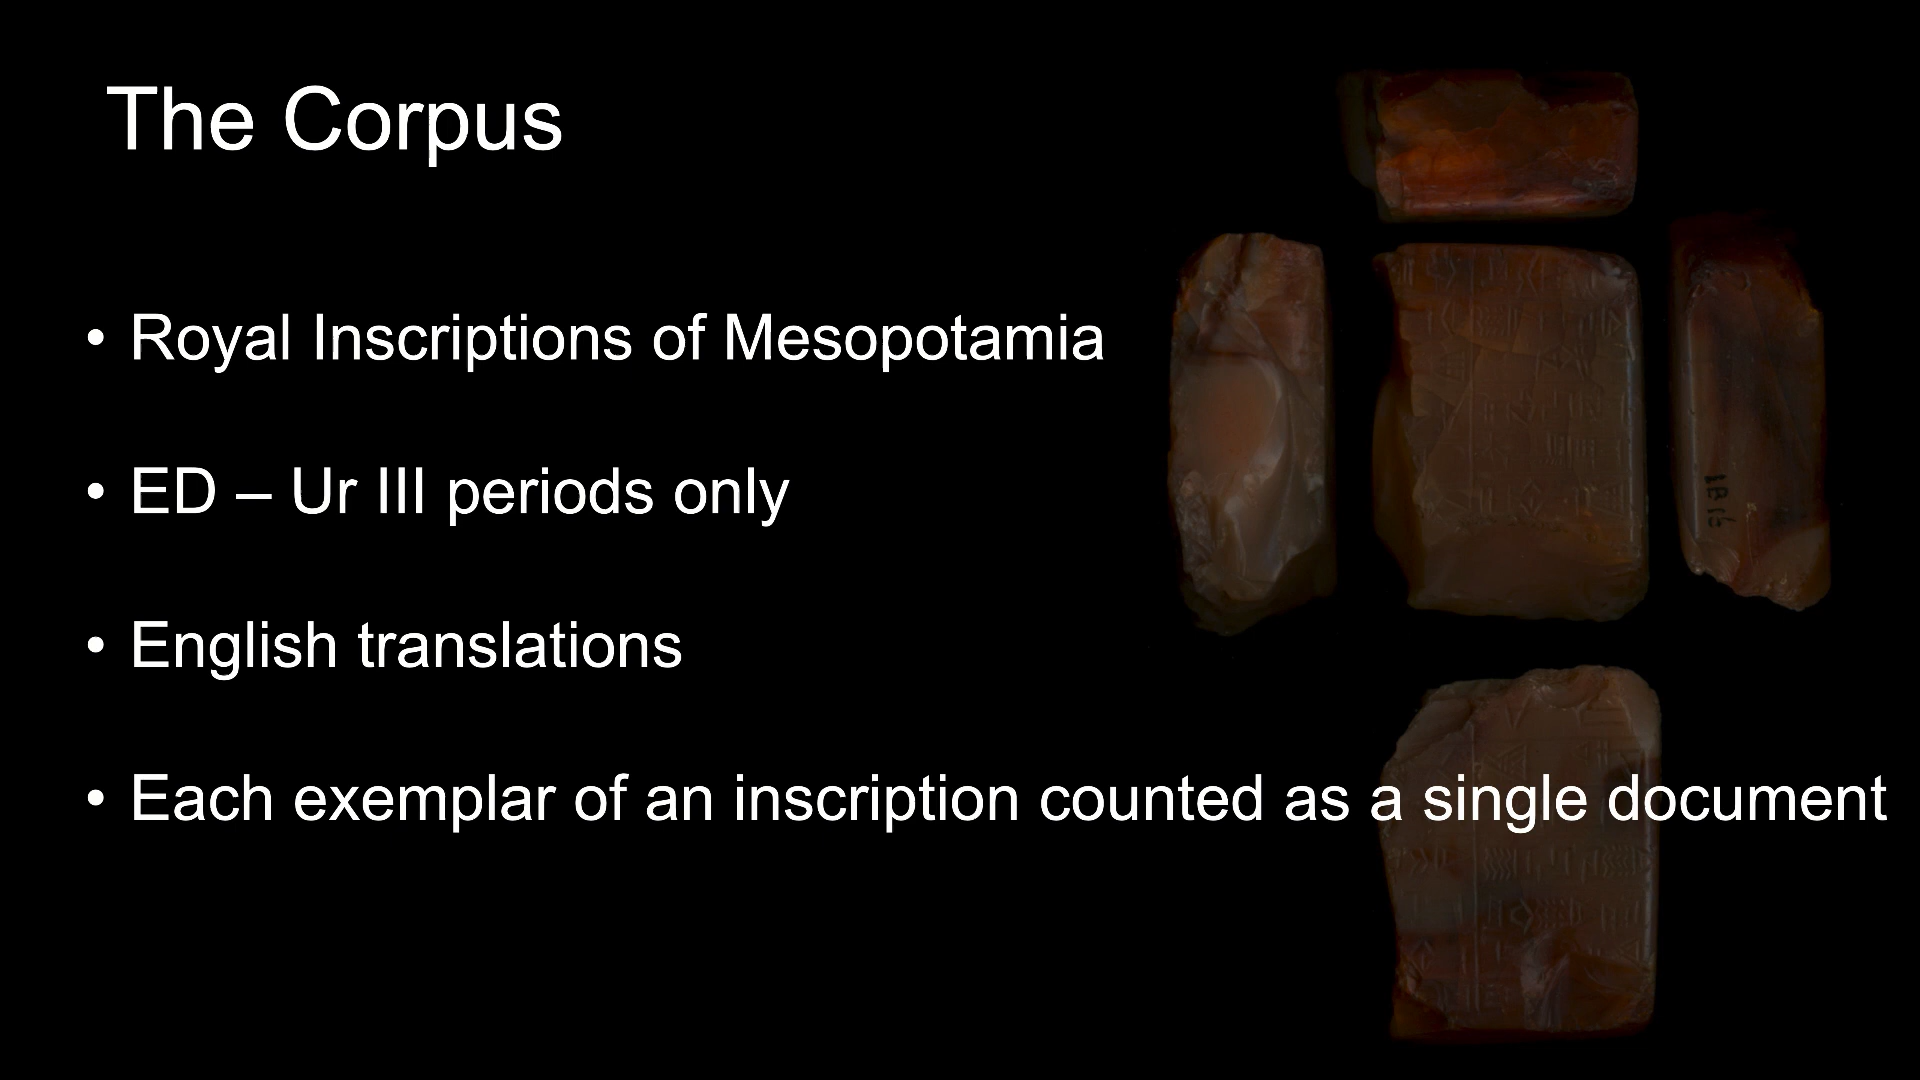 The Corpus
• Royal Inscriptions of Mesopotamia
• ED – Ur III periods only
• English translations
• Each exemplar of an inscription counted as a single document